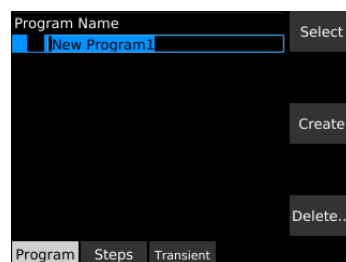 Program Name
New Program1
Select
Create
Delete..
Program Steps Transient